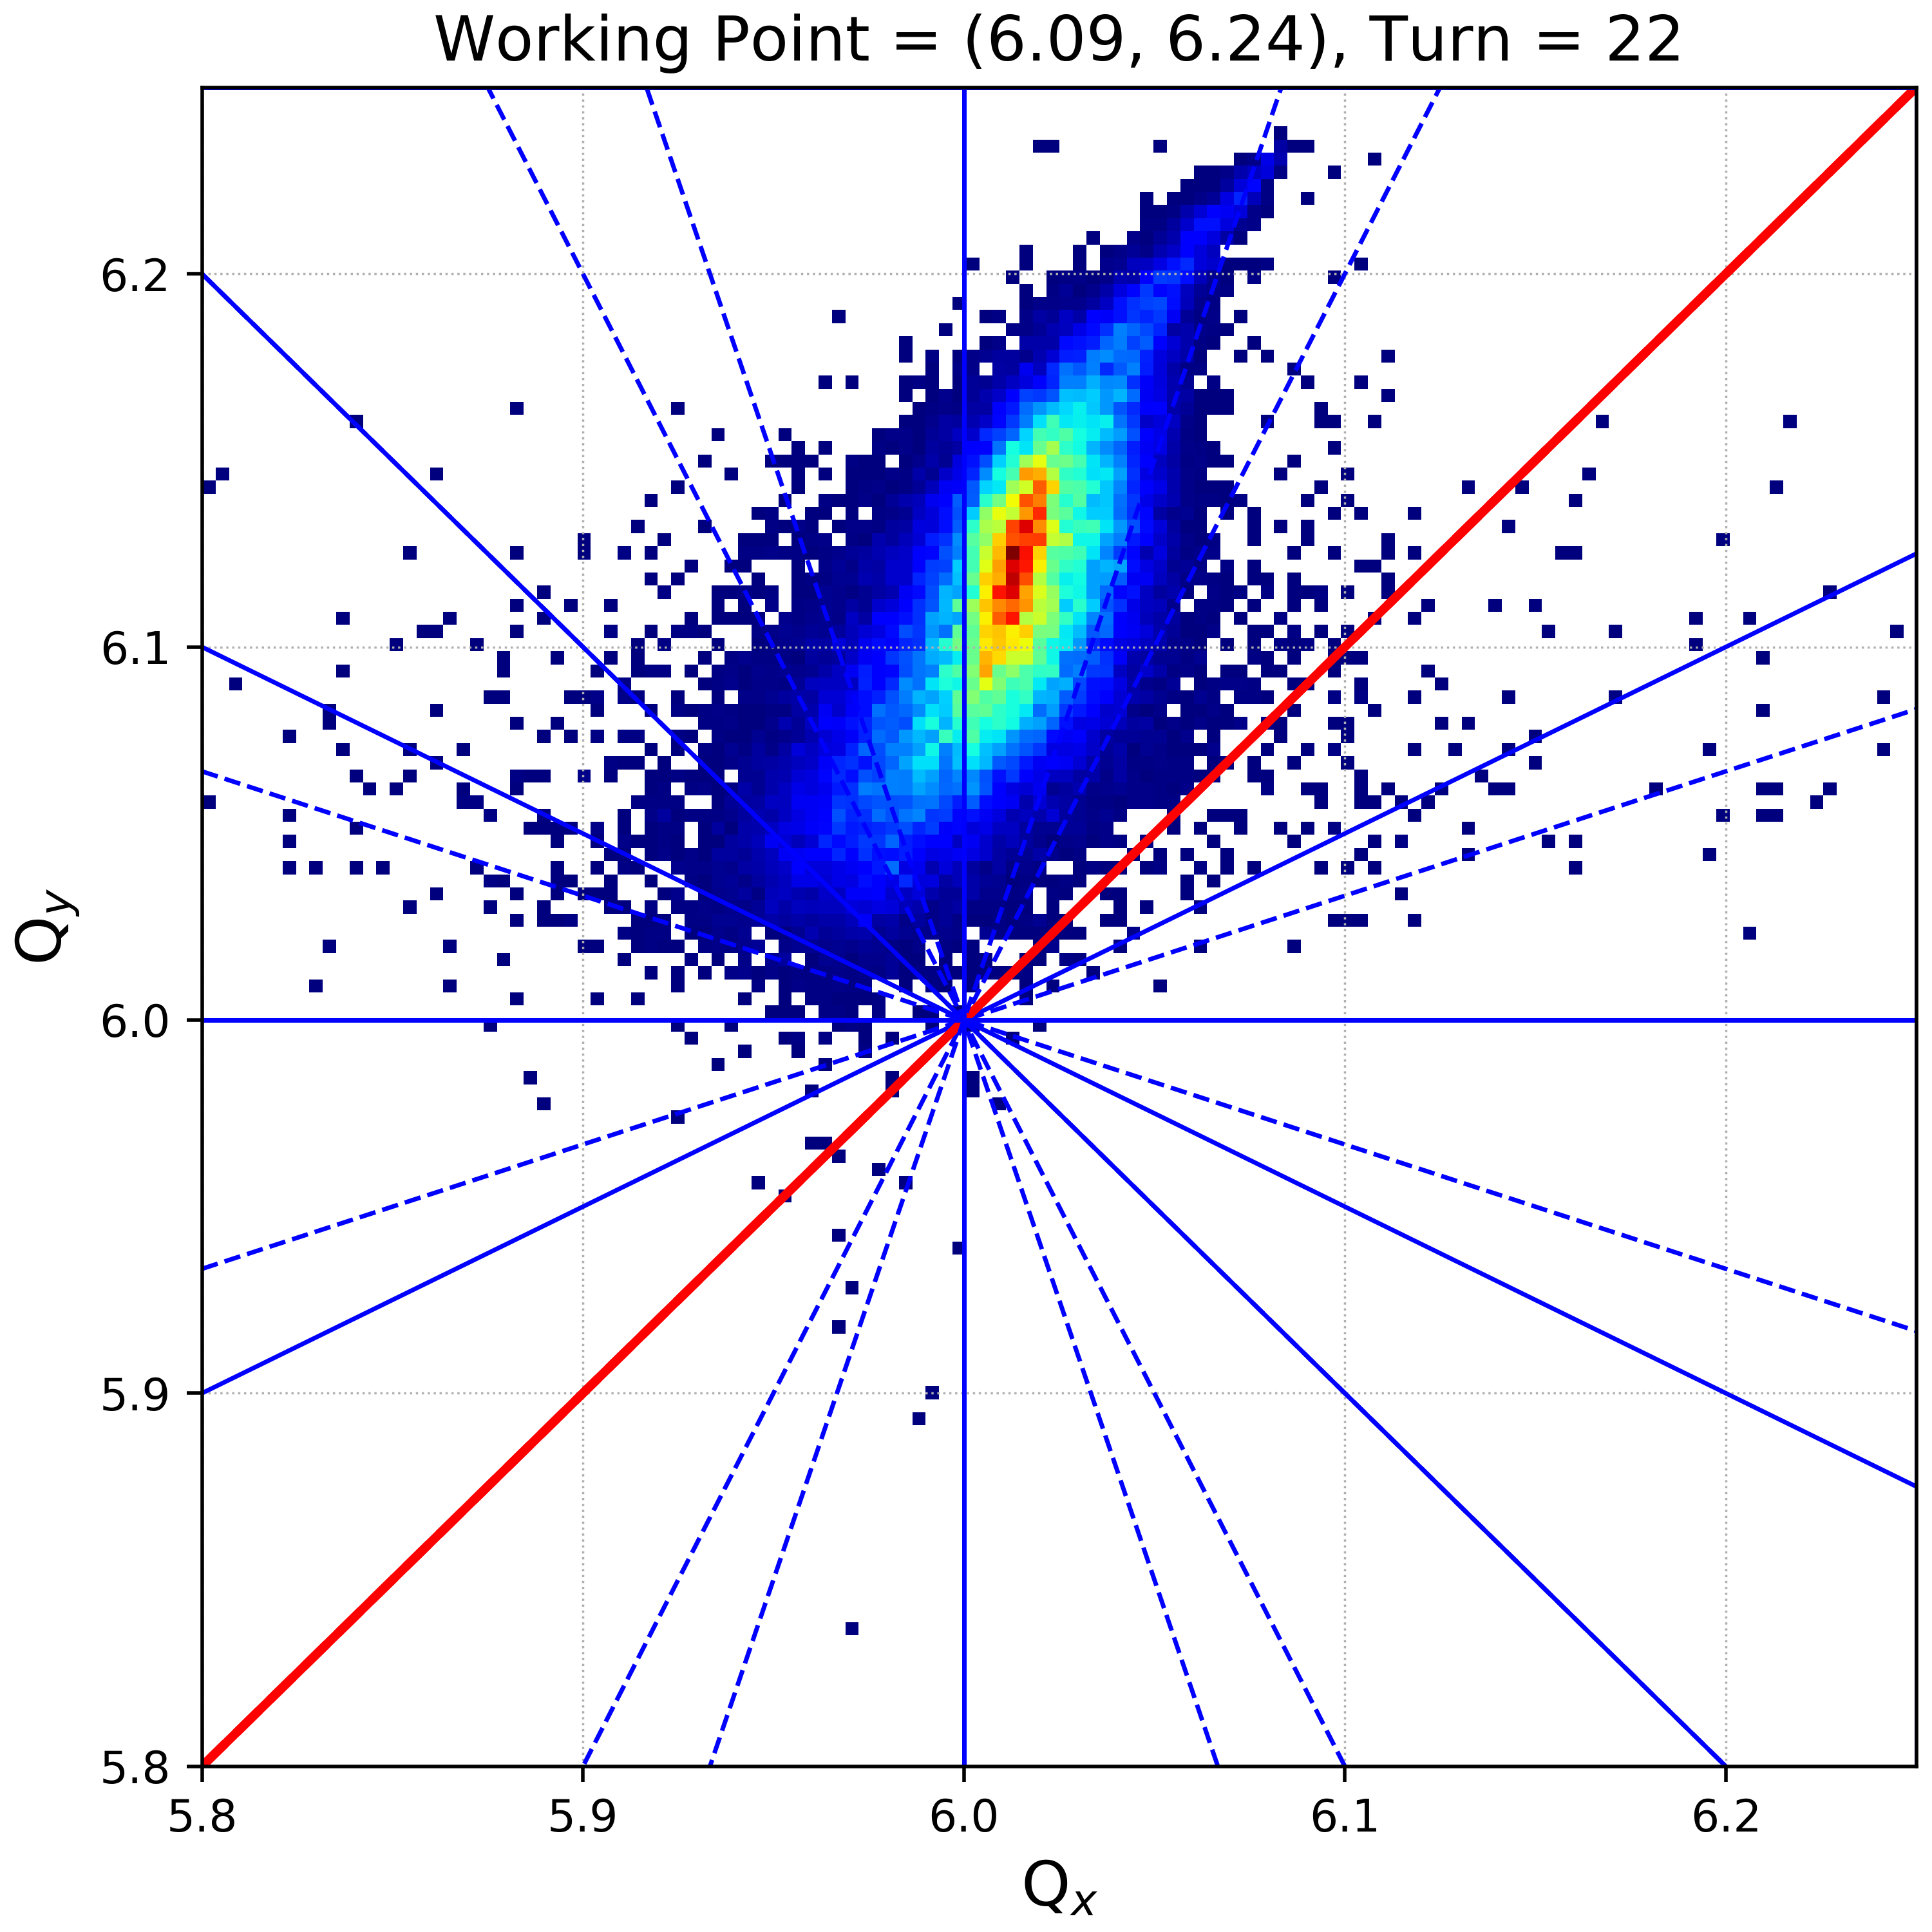 Working Point = (6.09, 6.24), Turn = 22
6.2
6.1
6.0
5.9
5.8
Qy
5.8 5.9 6.0 6.1 6.2
Qx